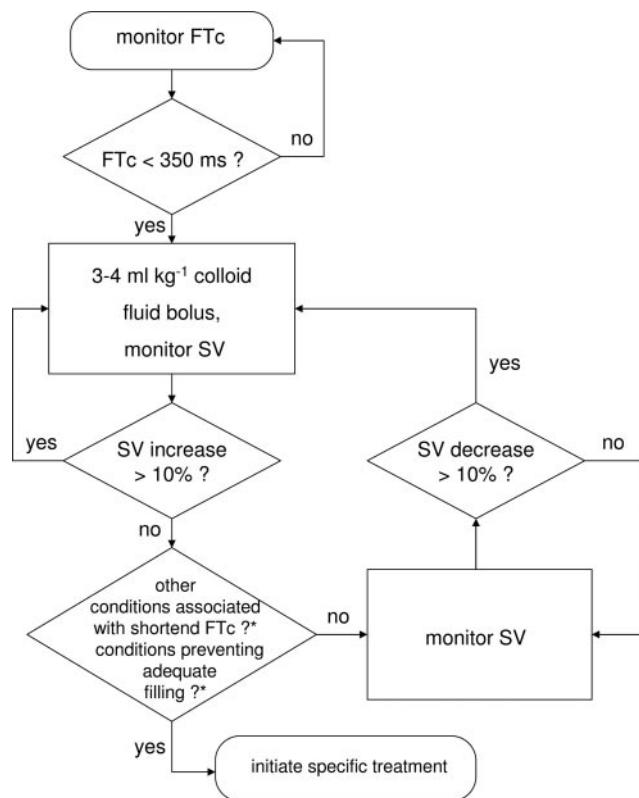 monitor FTc
no
FTc < 350 ms ?
yes
3-4 ml kg⁻¹ colloid
fluid bolus,
monitor SV
yes
yes
SV increase
> 10% ?
SV decrease
> 10% ?
no
no
other
conditions associated
with shortend FTc ?*
conditions preventing
adequate
filling ?*
no
monitor SV
yes
initiate specific treatment